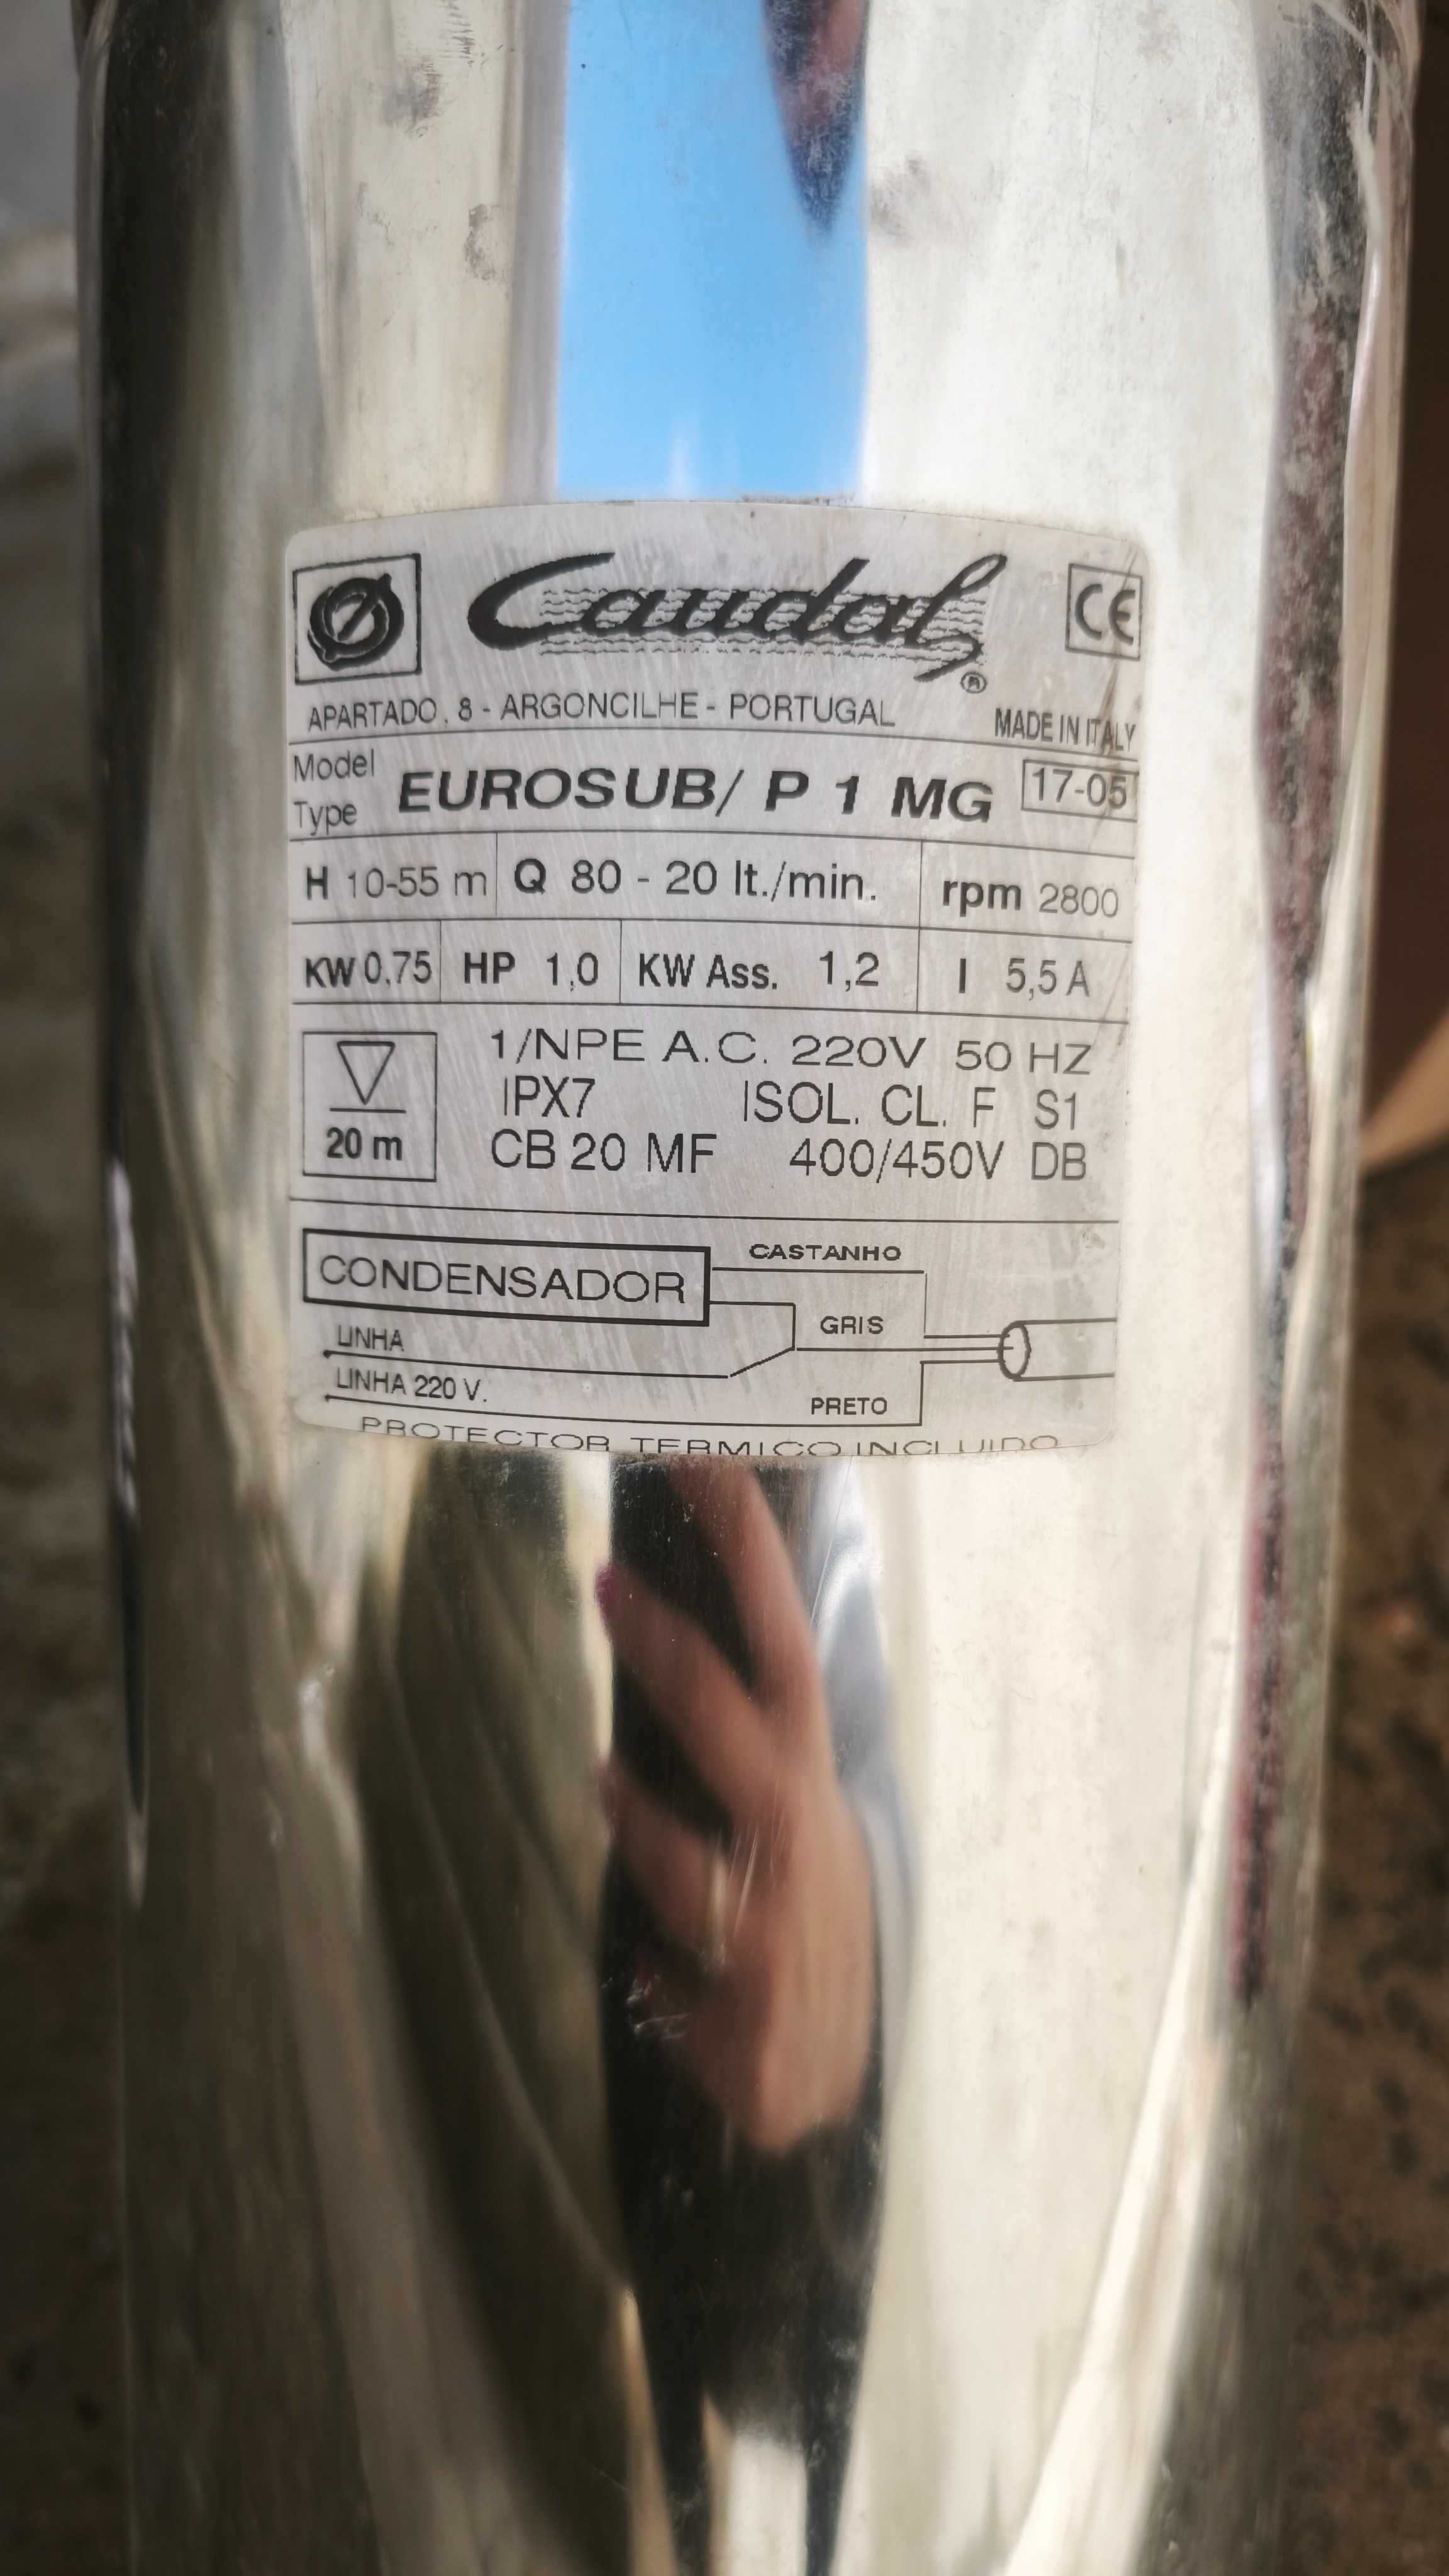 Caudal ®
CE
APARTADO. 8 - ARGONCILHE - PORTUGAL
MADE IN ITALY
Model
Type
EUROSUB/ P 1 MG
17-05
H 10-55 m Q 80 - 20 lt./min. rpm 2800
KW 0,75 HP 1,0 KW Ass. 1,2 I 5,5 A
1/NPE A.C. 220V 50 HZ
IPX7 ISOL. CL. F S1
20 m
CB 20 MF 400/450V DB
CASTANHO
CONDENSADOR
GRIS
LINHA
LINHA 220 V.
PRETO
PROTECTOR TERMICO INCLUIDO